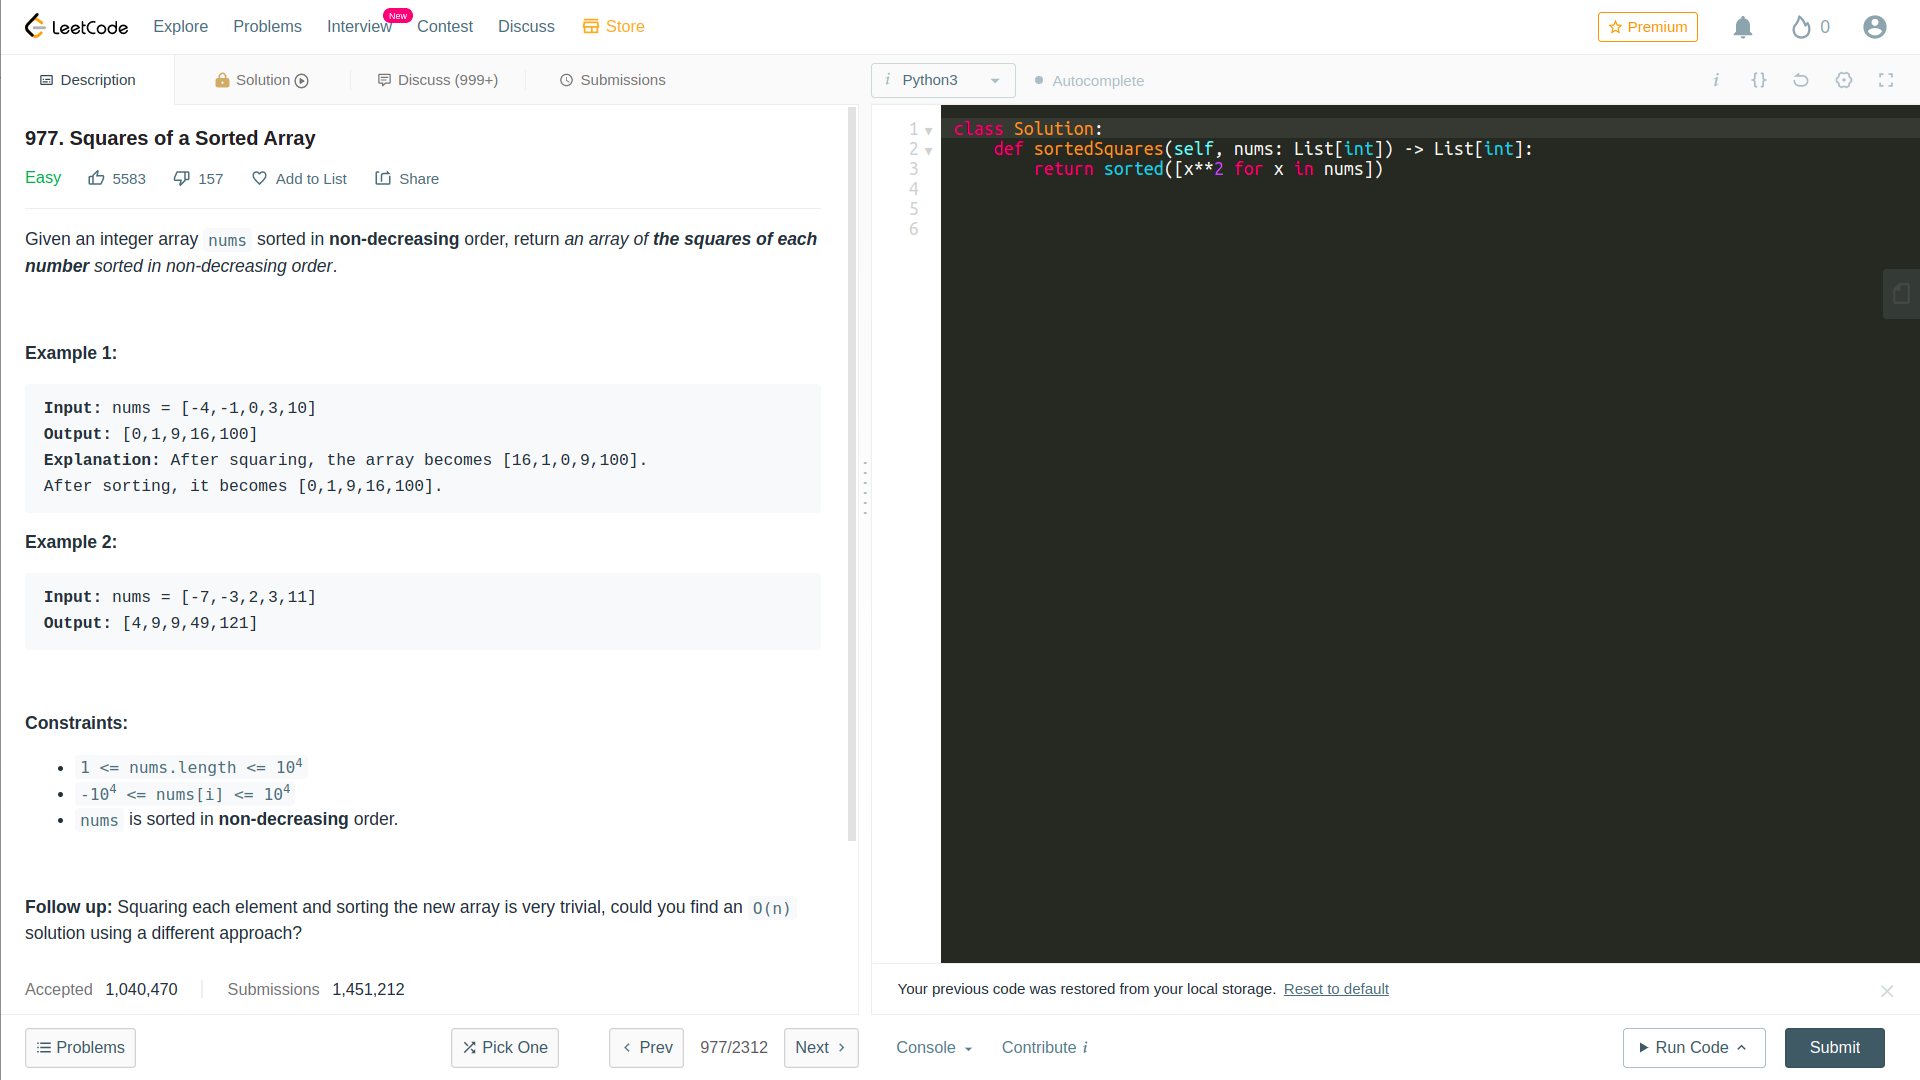 LeetCode Explore Problems Interview New Contest Discuss Store Premium 0
Description Solution Discuss (999+) Submissions
i Python3 Autocomplete i {}
977. Squares of a Sorted Array
Easy 5583 157 Add to List Share
Given an integer array nums sorted in non-decreasing order, return an array of the squares of each
number sorted in non-decreasing order.
Example 1:
Input: nums = [-4,-1,0,3,10]
Output: [0,1,9,16,100]
Explanation: After squaring, the array becomes [16,1,0,9,100].
After sorting, it becomes [0,1,9,16,100].
Example 2:
Input: nums = [-7,-3,2,3,11]
Output: [4,9,9,49,121]
Constraints:
1 <= nums.length <= 10⁴
-10⁴ <= nums[i] <= 10⁴
nums is sorted in non-decreasing order.
Follow up: Squaring each element and sorting the new array is very trivial, could you find an O(n)
solution using a different approach?
Accepted 1,040,470 Submissions 1,451,212
1 class Solution:
2 def sortedSquares(self, nums: List[int]) -> List[int]:
3 return sorted([x**2 for x in nums])
4
5
6
Your previous code was restored from your local storage. Reset to default
Problems Pick One Prev 977/2312 Next Console Contribute i Run Code Submit